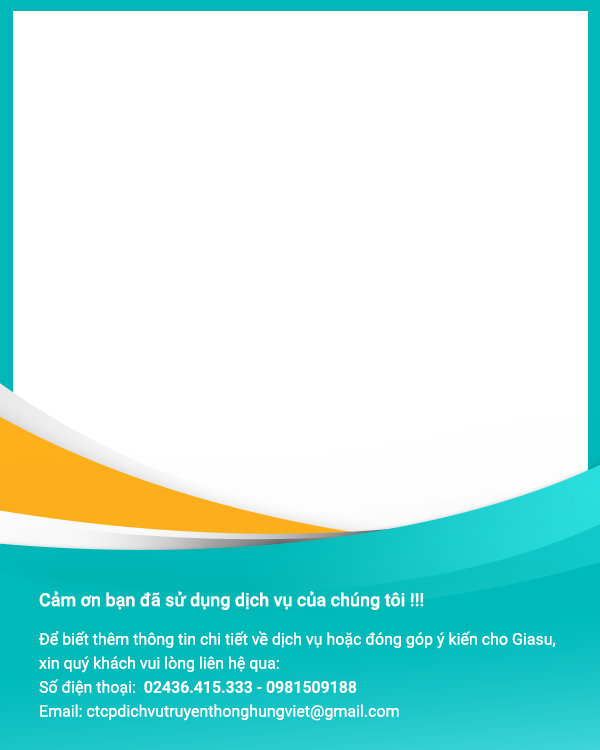 Cảm ơn bạn đã sử dụng dịch vụ của chúng tôi !!!
Để biết thêm thông tin chi tiết về dịch vụ hoặc đóng góp ý kiến cho Giasu,
xin quý khách vui lòng liên hệ qua:
Số điện thoại: 02436.415.333 - 0981509188
Email: ctcpdichvutruyenthonghungviet@gmail.com